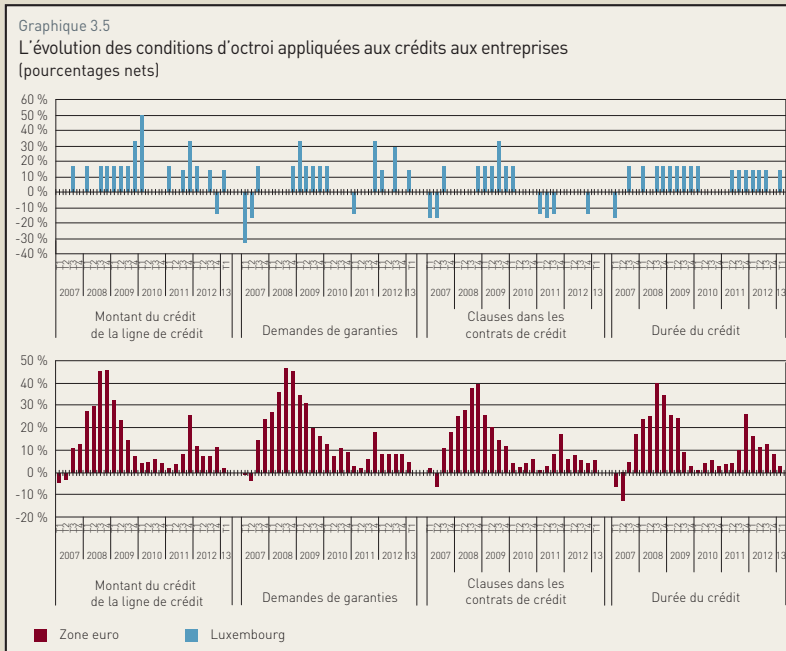 Graphique 3.5
L'évolution des conditions d'octroi appliquées aux crédits aux entreprises
(pourcentages nets)
60 %
50 %
40 %
30 %
20 %
10 %
0 %
-10 %
-20 %
-30 %
-40 %
2007 2008 2009 2010 2011 2012 13 2007 2008 2009 2010 2011 2012 13 2007 2008 2009 2010 2011 2012 13 2007 2008 2009 2010 2011 2012 13
Montant du crédit
de la ligne de crédit
Demandes de garanties
Clauses dans les
contrats de crédit
Durée du crédit
50 %
40 %
30 %
20 %
10 %
0 %
-10 %
-20 %
2007 2008 2009 2010 2011 2012 13 2007 2008 2009 2010 2011 2012 13 2007 2008 2009 2010 2011 2012 13 2007 2008 2009 2010 2011 2012 13
Montant du crédit
de la ligne de crédit
Demandes de garanties
Clauses dans les
contrats de crédit
Durée du crédit
Zone euro
Luxembourg